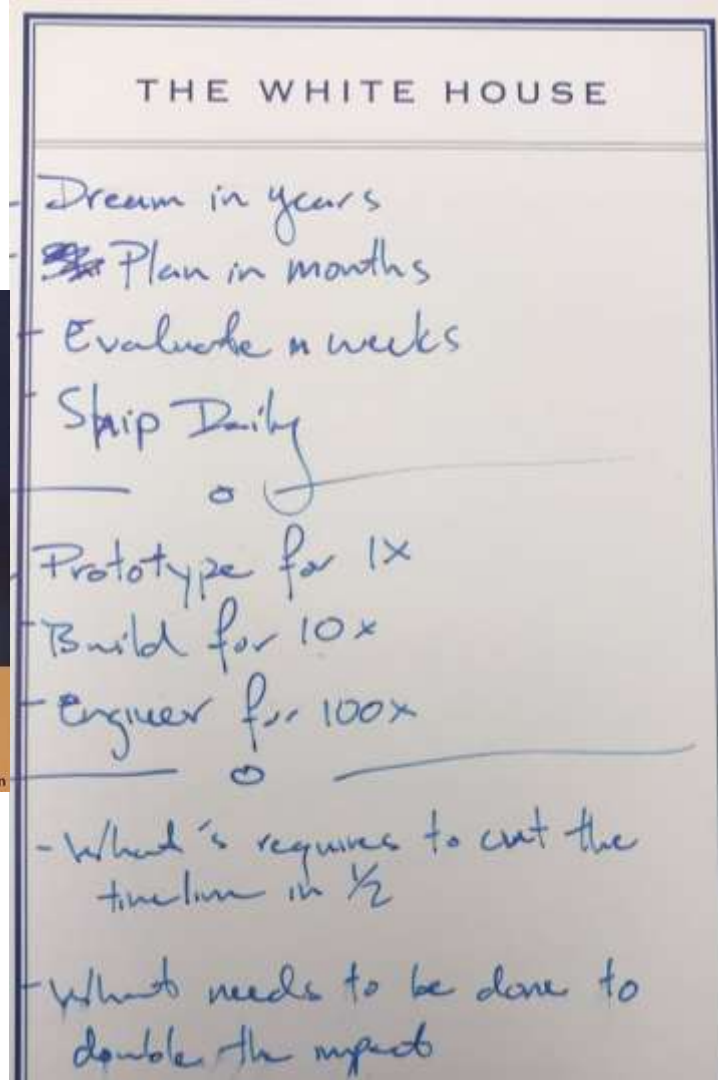 THE WHITE HOUSE
- Dream in years
- Plan in months
- Evaluate in weeks
- Ship Daily
- Prototype for 1x
- Build for 10x
- Engineer for 100x
- What's requires to cut the
timeline in 1/2
- What needs to be done to
double the impact
n